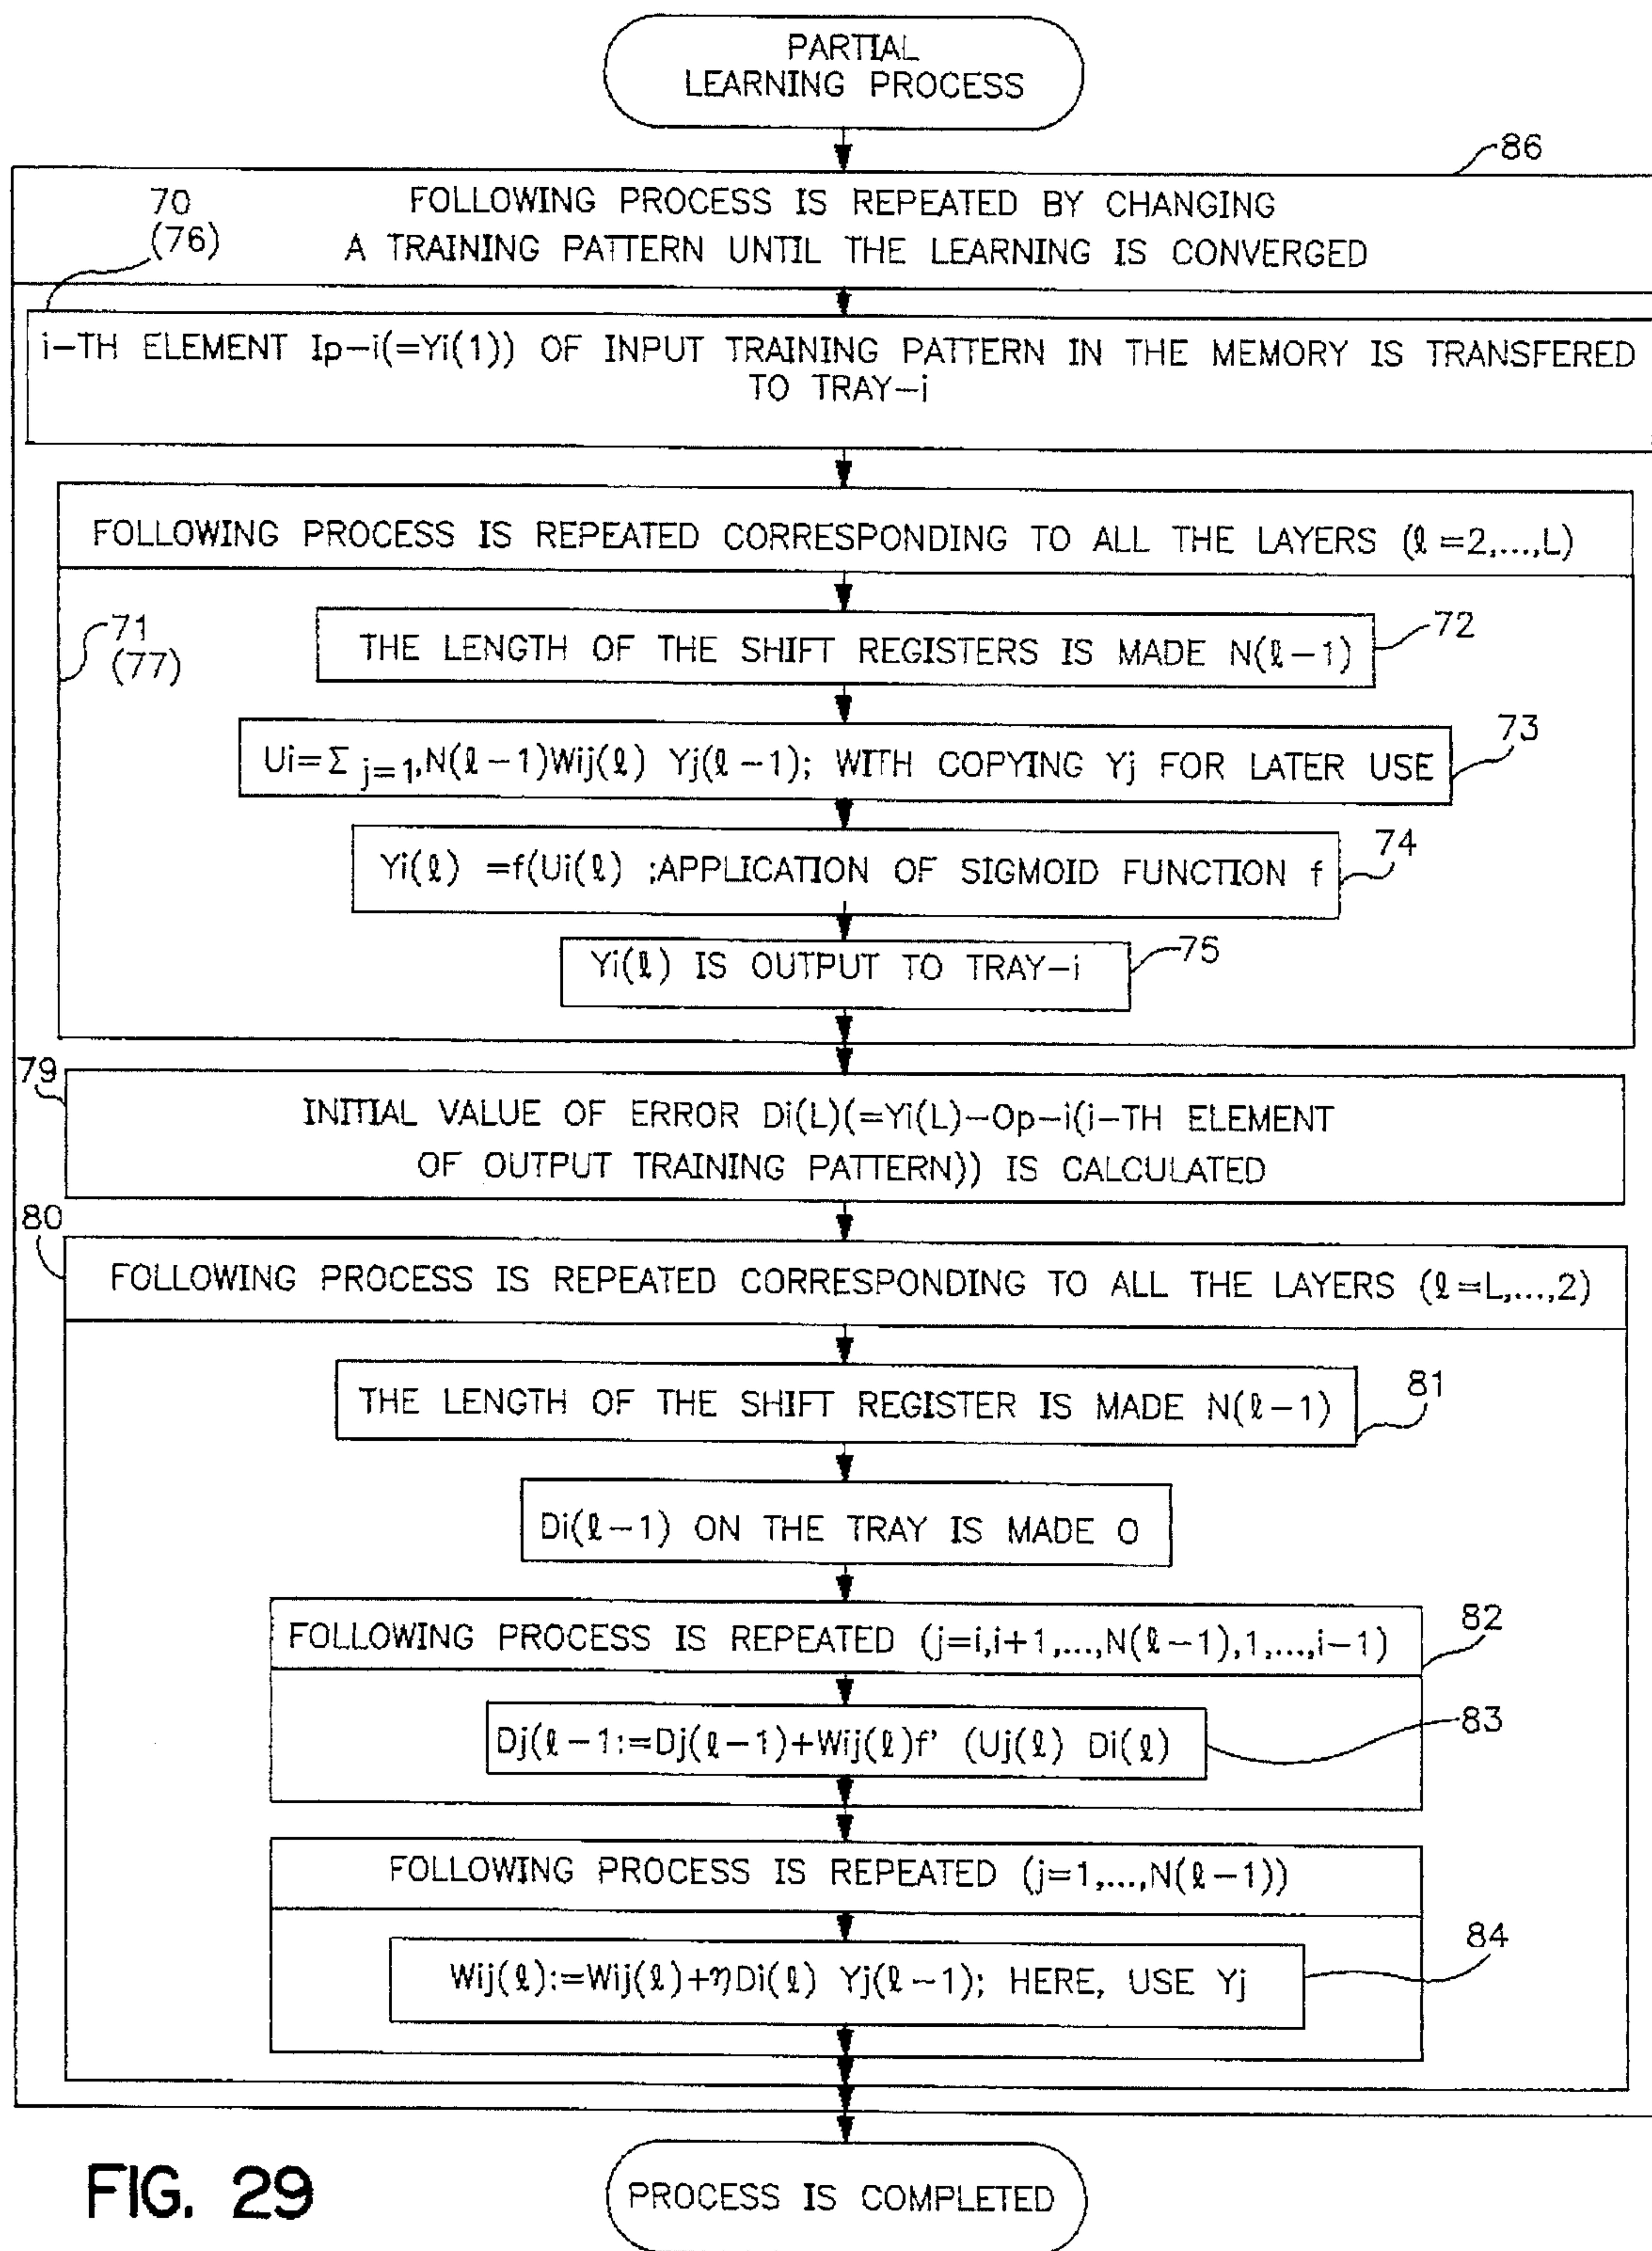 PARTIAL
LEARNING PROCESS
86
70
(76)
FOLLOWING PROCESS IS REPEATED BY CHANGING
A TRAINING PATTERN UNTIL THE LEARNING IS CONVERGED
i-TH ELEMENT Ip-i(=Yi(1)) OF INPUT TRAINING PATTERN IN THE MEMORY IS TRANSFERED
TO TRAY-i
FOLLOWING PROCESS IS REPEATED CORRESPONDING TO ALL THE LAYERS (ℓ =2,...,L)
71
(77)
THE LENGTH OF THE SHIFT REGISTERS IS MADE N(ℓ-1)
72
Ui=Σ j=1,N(ℓ-1)Wij(ℓ) Yj(ℓ-1); WITH COPYING Yj FOR LATER USE
73
Yi(ℓ) =f(Ui(ℓ) ;APPLICATION OF SIGMOID FUNCTION f
74
Yi(ℓ) IS OUTPUT TO TRAY-i
75
79
INITIAL VALUE OF ERROR Di(L)(=Yi(L)-Op-i(i-TH ELEMENT
OF OUTPUT TRAINING PATTERN)) IS CALCULATED
80
FOLLOWING PROCESS IS REPEATED CORRESPONDING TO ALL THE LAYERS (ℓ=L,...,2)
THE LENGTH OF THE SHIFT REGISTER IS MADE N(ℓ-1)
81
Di(ℓ-1) ON THE TRAY IS MADE 0
FOLLOWING PROCESS IS REPEATED (j=i,i+1,...,N(ℓ-1),1,...,i-1)
82
Dj(ℓ-1:=Dj(ℓ-1)+Wij(ℓ)f' (Uj(ℓ) Di(ℓ)
83
FOLLOWING PROCESS IS REPEATED (j=1,...,N(ℓ-1))
84
Wij(ℓ):=Wij(ℓ)+ηDi(ℓ) Yj(ℓ-1); HERE, USE Yj
PROCESS IS COMPLETED
FIG. 29